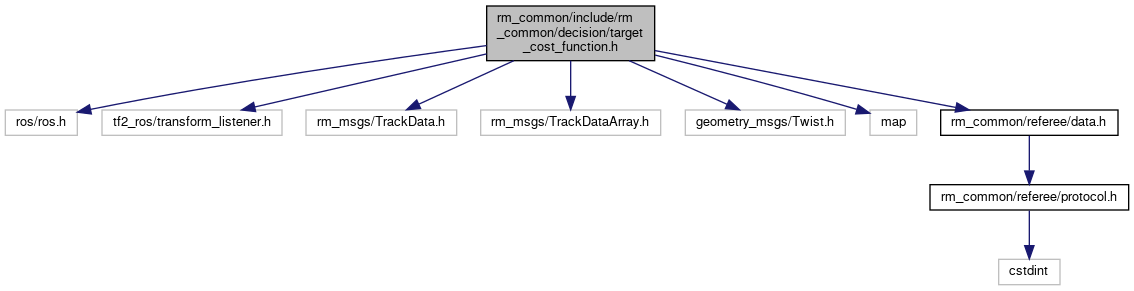 rm_common/include/rm
_common/decision/target
_cost_function.h
ros/ros.h
tf2_ros/transform_listener.h
rm_msgs/TrackData.h
rm_msgs/TrackDataArray.h
geometry_msgs/Twist.h
map
rm_common/referee/data.h
rm_common/referee/protocol.h
cstdint